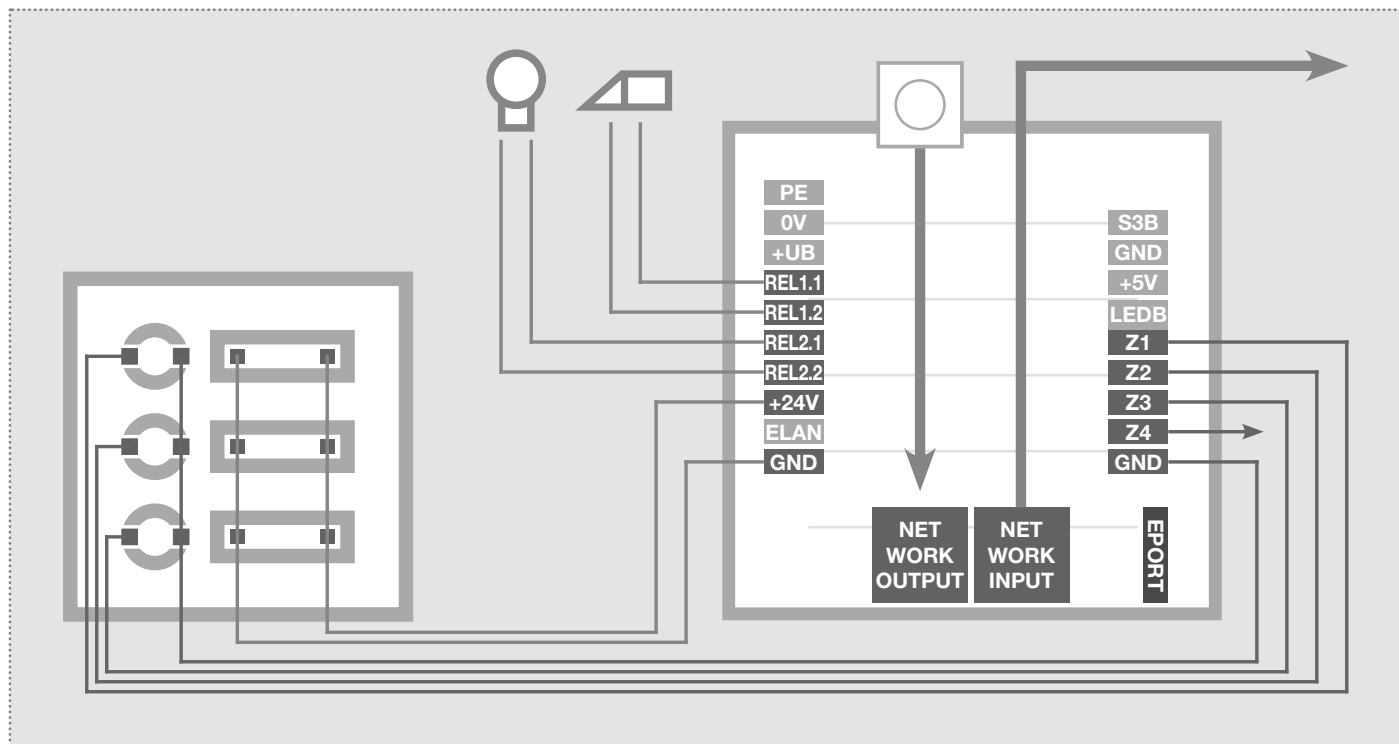 PE
0V
+UB
REL1.1
REL1.2
REL2.1
REL2.2
+24V
ELAN
GND
S3B
GND
+5V
LEDB
Z1
Z2
Z3
Z4
GND
NET
WORK
OUTPUT
NET
WORK
INPUT
EPORT